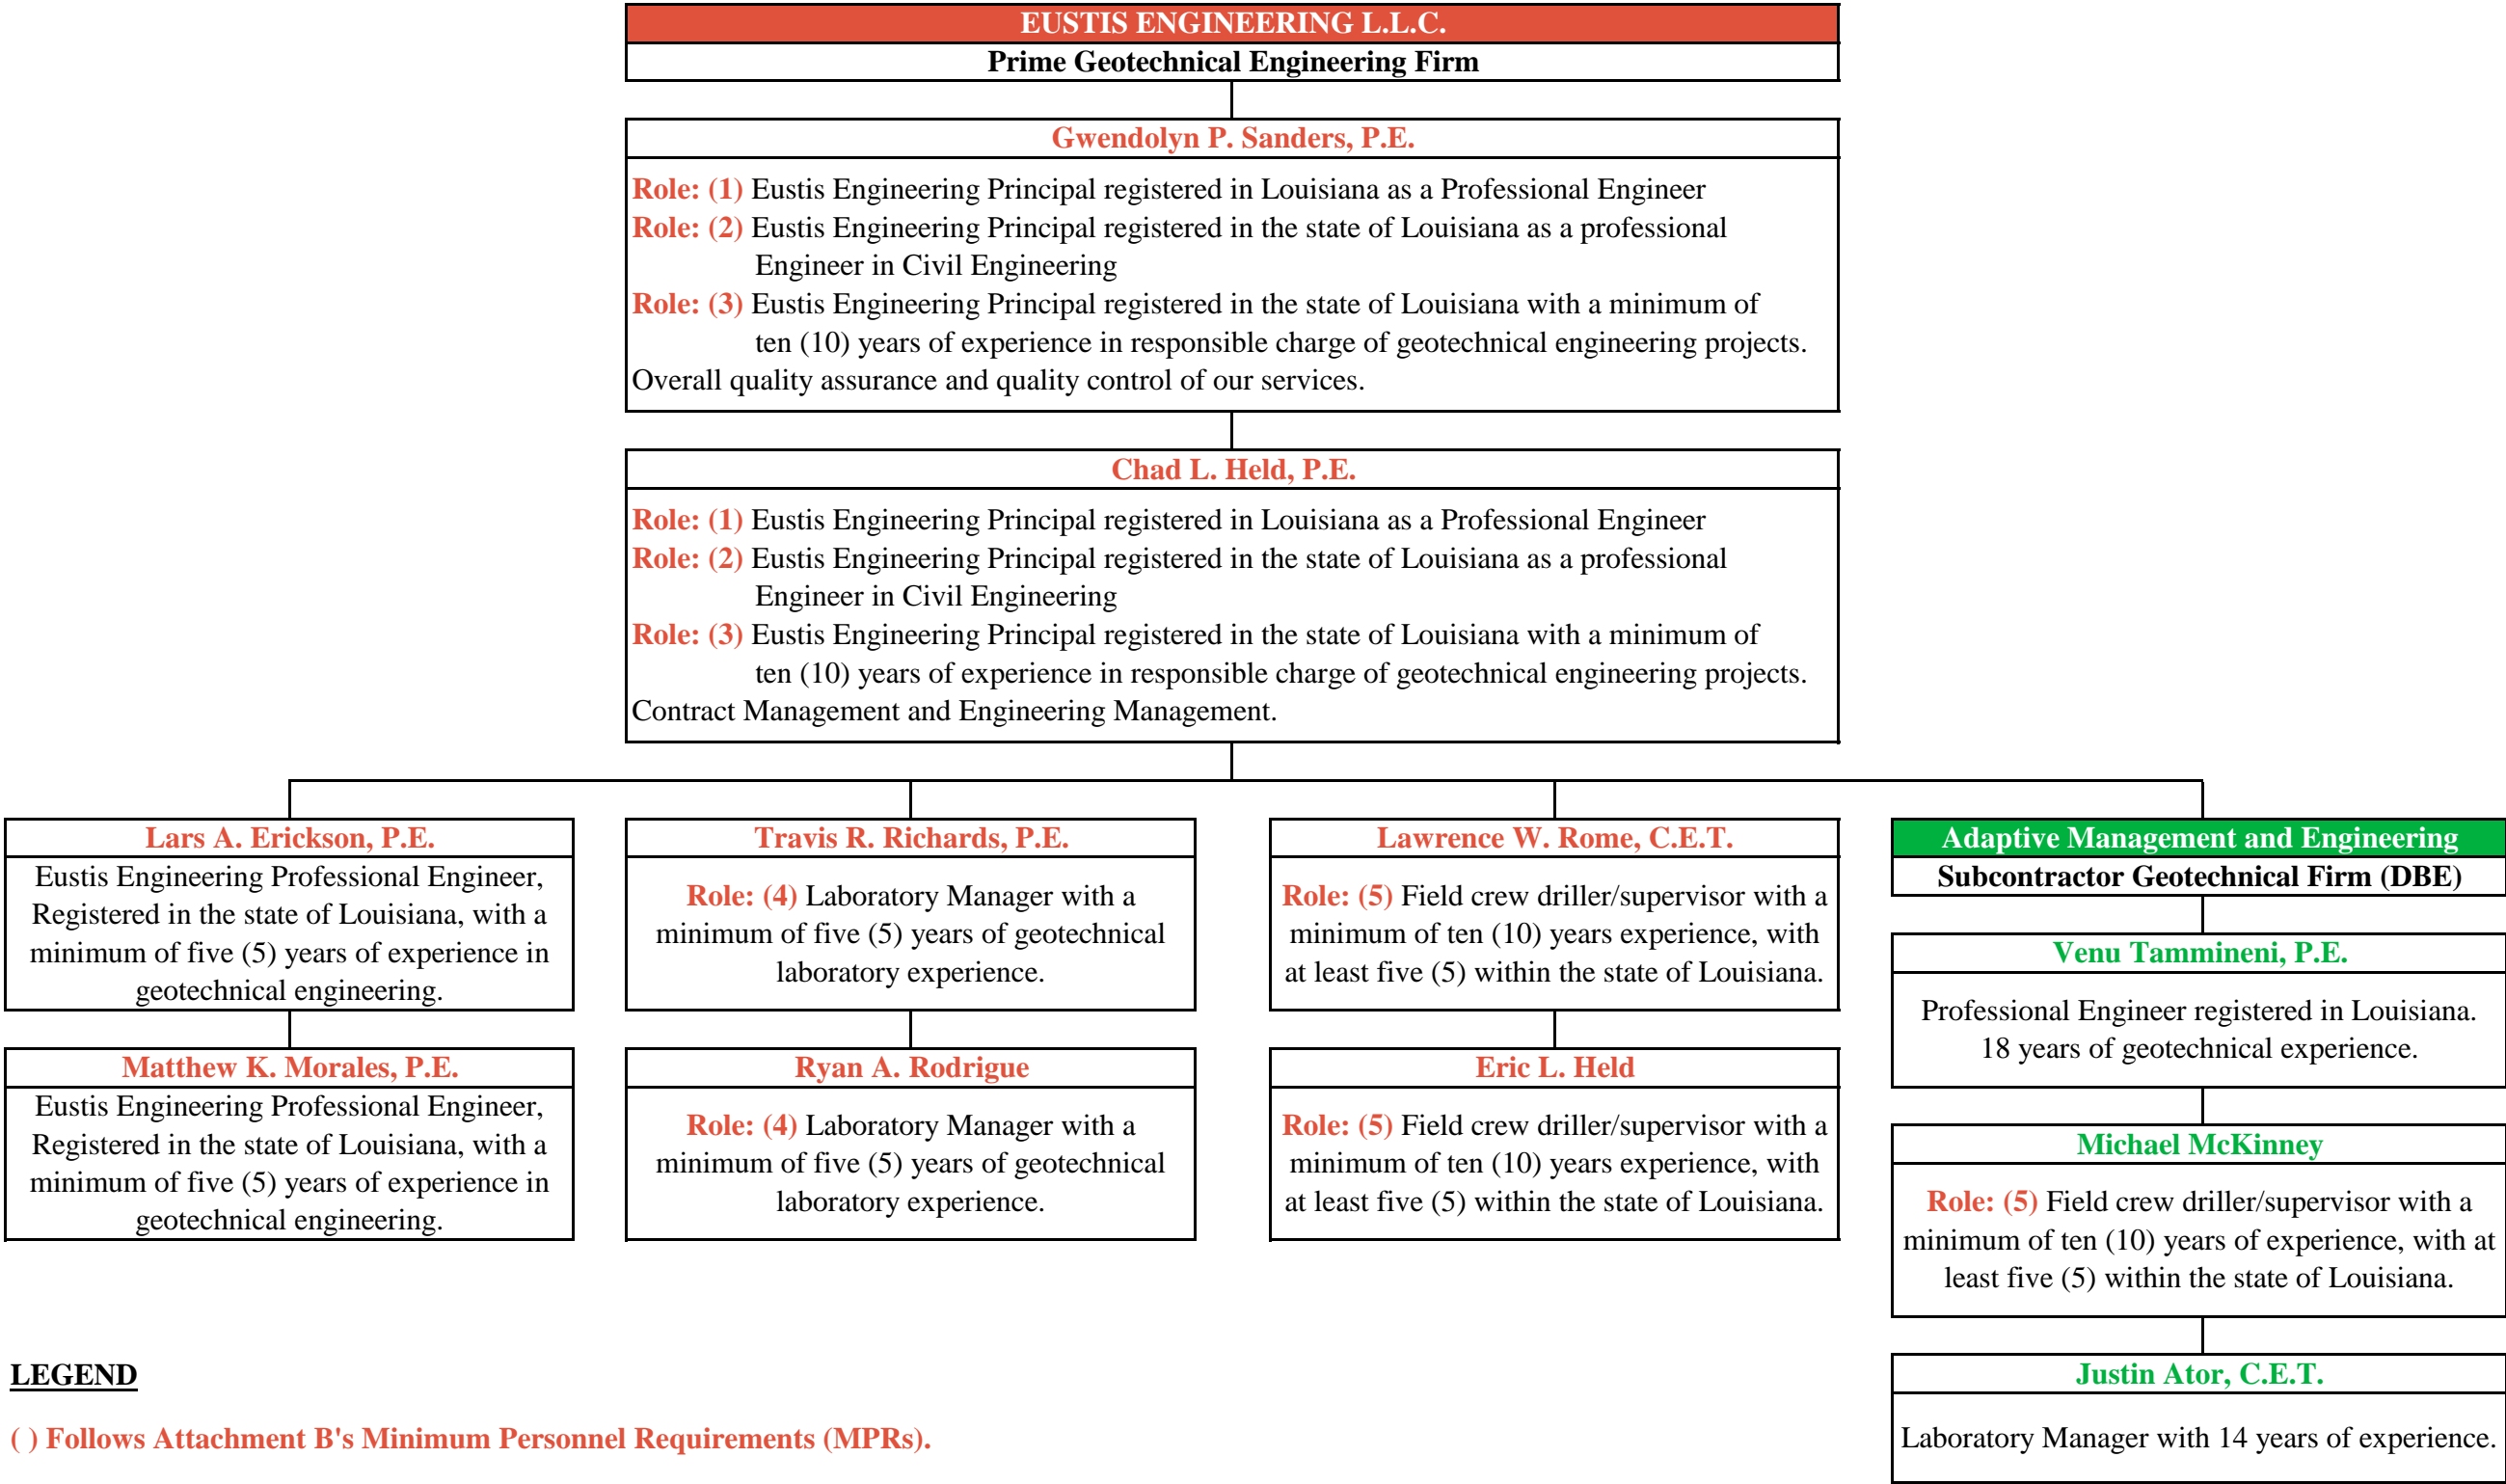 EUSTIS ENGINEERING L.L.C.
Prime Geotechnical Engineering Firm
Gwendolyn P. Sanders, P.E.
Role: (1) Eustis Engineering Principal registered in Louisiana as a Professional Engineer
Role: (2) Eustis Engineering Principal registered in the state of Louisiana as a professional
Engineer in Civil Engineering
Role: (3) Eustis Engineering Principal registered in the state of Louisiana with a minimum of
ten (10) years of experience in responsible charge of geotechnical engineering projects.
Overall quality assurance and quality control of our services.
Chad L. Held, P.E.
Role: (1) Eustis Engineering Principal registered in Louisiana as a Professional Engineer
Role: (2) Eustis Engineering Principal registered in the state of Louisiana as a professional
Engineer in Civil Engineering
Role: (3) Eustis Engineering Principal registered in the state of Louisiana with a minimum of
ten (10) years of experience in responsible charge of geotechnical engineering projects.
Contract Management and Engineering Management.
Lars A. Erickson, P.E.
Eustis Engineering Professional Engineer,
Registered in the state of Louisiana, with a
minimum of five (5) years of experience in
geotechnical engineering.
Matthew K. Morales, P.E.
Eustis Engineering Professional Engineer,
Registered in the state of Louisiana, with a
minimum of five (5) years of experience in
geotechnical engineering.
Travis R. Richards, P.E.
Role: (4) Laboratory Manager with a
minimum of five (5) years of geotechnical
laboratory experience.
Ryan A. Rodrigue
Role: (4) Laboratory Manager with a
minimum of five (5) years of geotechnical
laboratory experience.
Lawrence W. Rome, C.E.T.
Role: (5) Field crew driller/supervisor with a
minimum of ten (10) years experience, with
at least five (5) within the state of Louisiana.
Eric L. Held
Role: (5) Field crew driller/supervisor with a
minimum of ten (10) years experience, with
at least five (5) within the state of Louisiana.
Adaptive Management and Engineering
Subcontractor Geotechnical Firm (DBE)
Venu Tammineni, P.E.
Professional Engineer registered in Louisiana.
18 years of geotechnical experience.
Michael McKinney
Role: (5) Field crew driller/supervisor with a
minimum of ten (10) years of experience, with at
least five (5) within the state of Louisiana.
Justin Ator, C.E.T.
Laboratory Manager with 14 years of experience.
LEGEND
( ) Follows Attachment B's Minimum Personnel Requirements (MPRs).